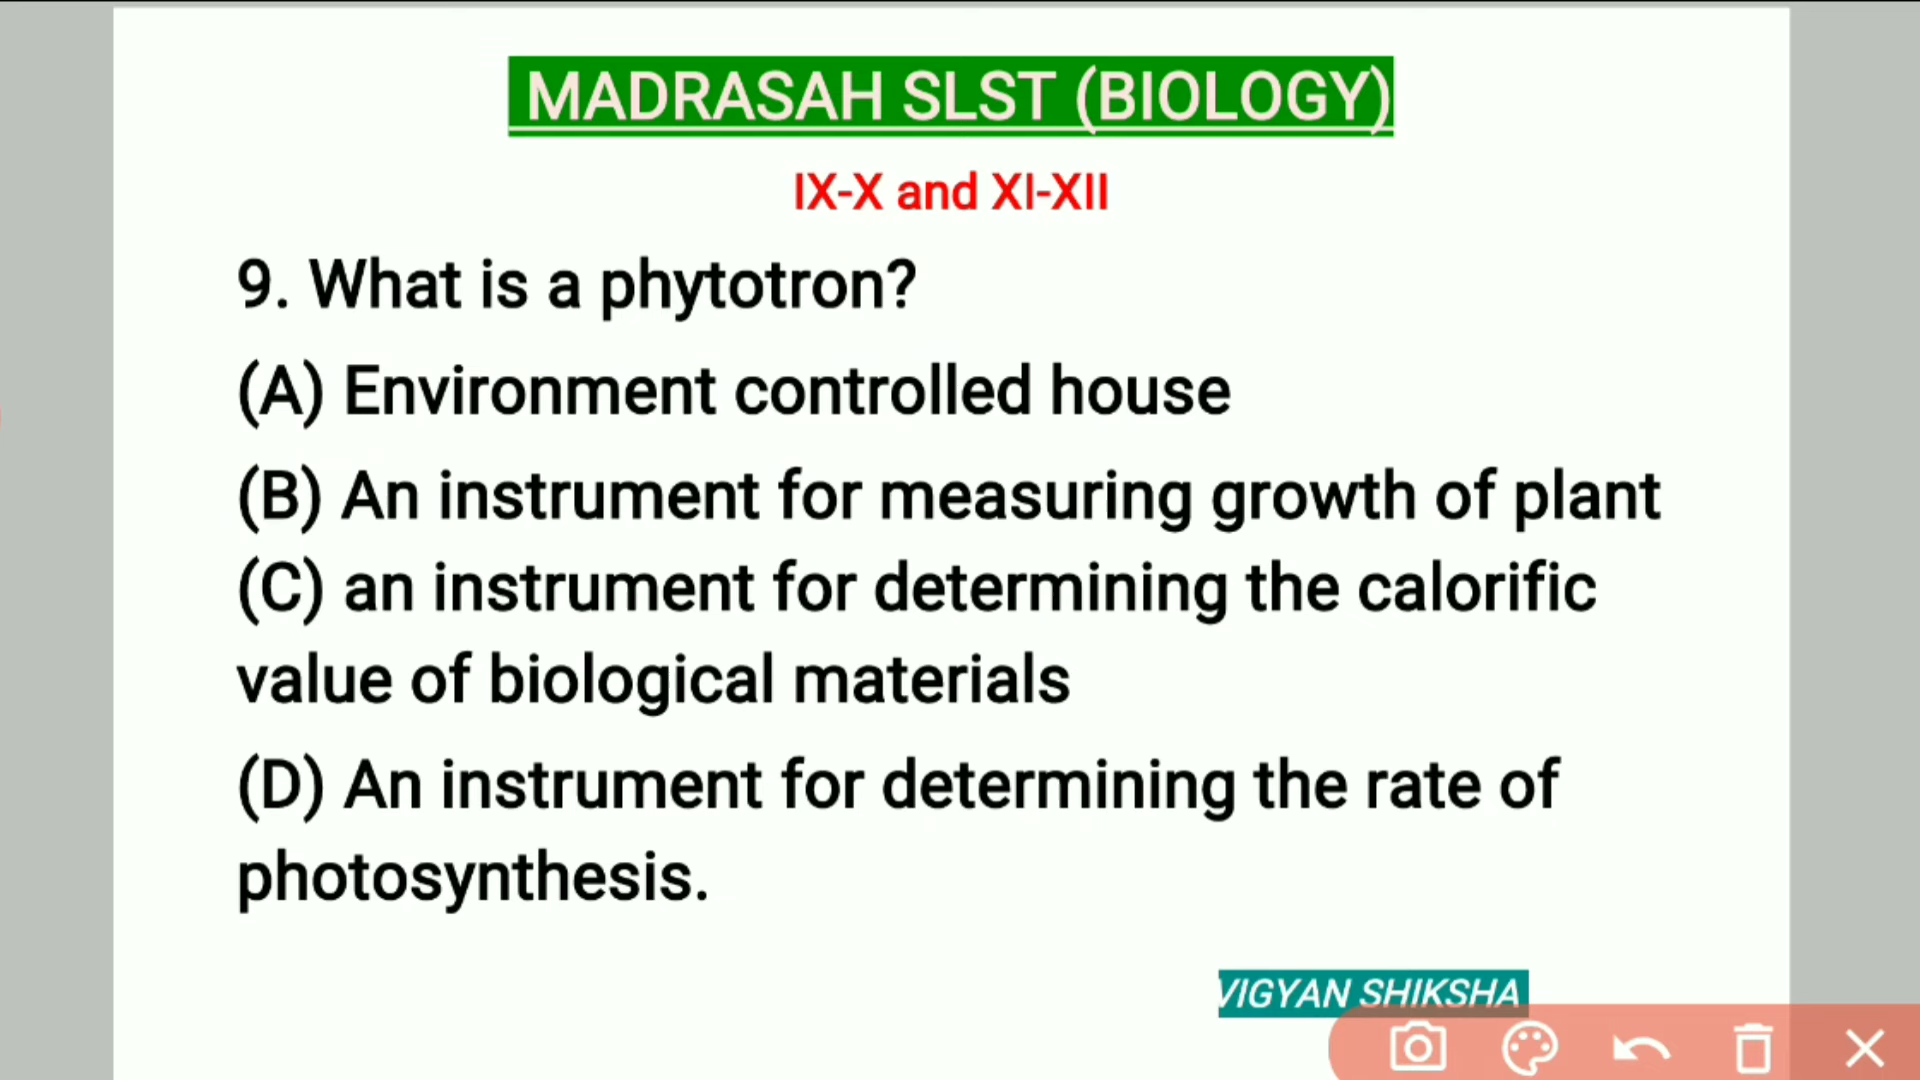 MADRASAH SLST (BIOLOGY)
IX-X and XI-XII
9. What is a phytotron?
(A) Environment controlled house
(B) An instrument for measuring growth of plant
(C) an instrument for determining the calorific
value of biological materials
(D) An instrument for determining the rate of
photosynthesis.
VIGYAN SHIKSHA